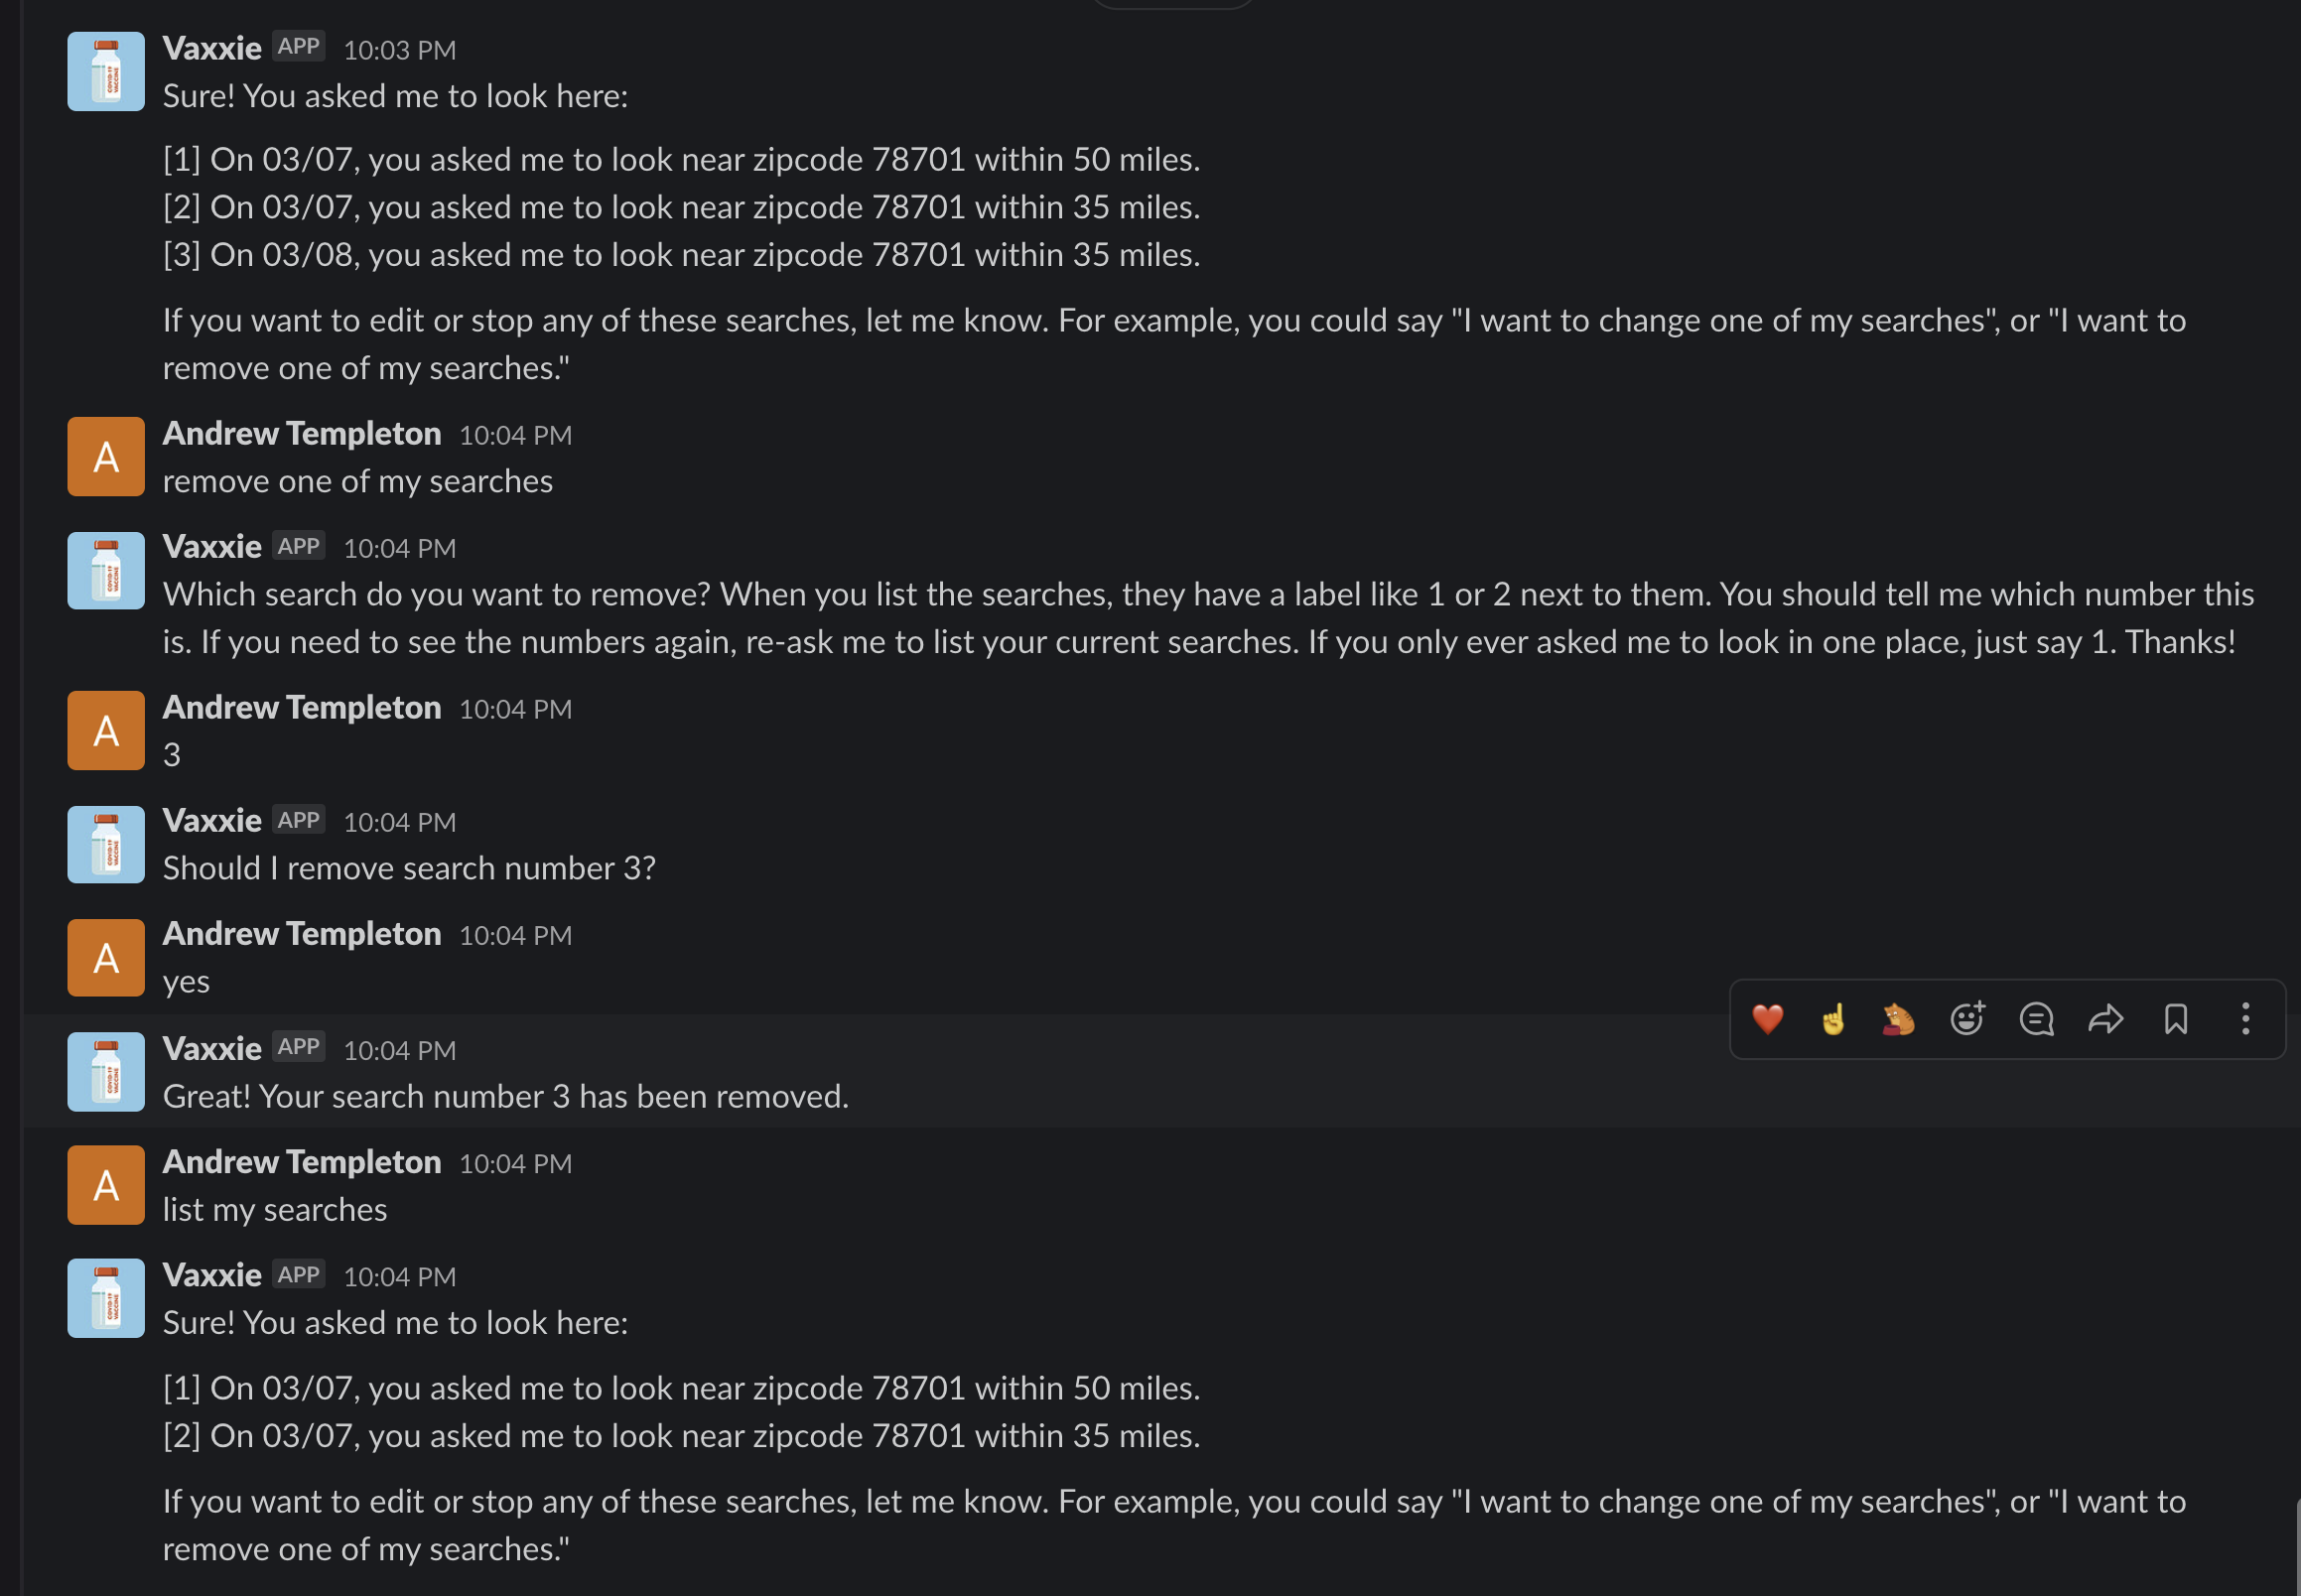 Vaxxie APP 10:03 PM
Sure! You asked me to look here:
[1] On 03/07, you asked me to look near zipcode 78701 within 50 miles.
[2] On 03/07, you asked me to look near zipcode 78701 within 35 miles.
[3] On 03/08, you asked me to look near zipcode 78701 within 35 miles.
If you want to edit or stop any of these searches, let me know. For example, you could say "I want to change one of my searches", or "I want to
remove one of my searches."
A
Andrew Templeton 10:04 PM
remove one of my searches
Vaxxie APP 10:04 PM
Which search do you want to remove? When you list the searches, they have a label like 1 or 2 next to them. You should tell me which number this
is. If you need to see the numbers again, re-ask me to list your current searches. If you only ever asked me to look in one place, just say 1. Thanks!
A
Andrew Templeton 10:04 PM
3
Vaxxie APP 10:04 PM
Should I remove search number 3?
A
Andrew Templeton 10:04 PM
yes
Vaxxie APP 10:04 PM
Great! Your search number 3 has been removed.
A
Andrew Templeton 10:04 PM
list my searches
Vaxxie APP 10:04 PM
Sure! You asked me to look here:
[1] On 03/07, you asked me to look near zipcode 78701 within 50 miles.
[2] On 03/07, you asked me to look near zipcode 78701 within 35 miles.
If you want to edit or stop any of these searches, let me know. For example, you could say "I want to change one of my searches", or "I want to
remove one of my searches."